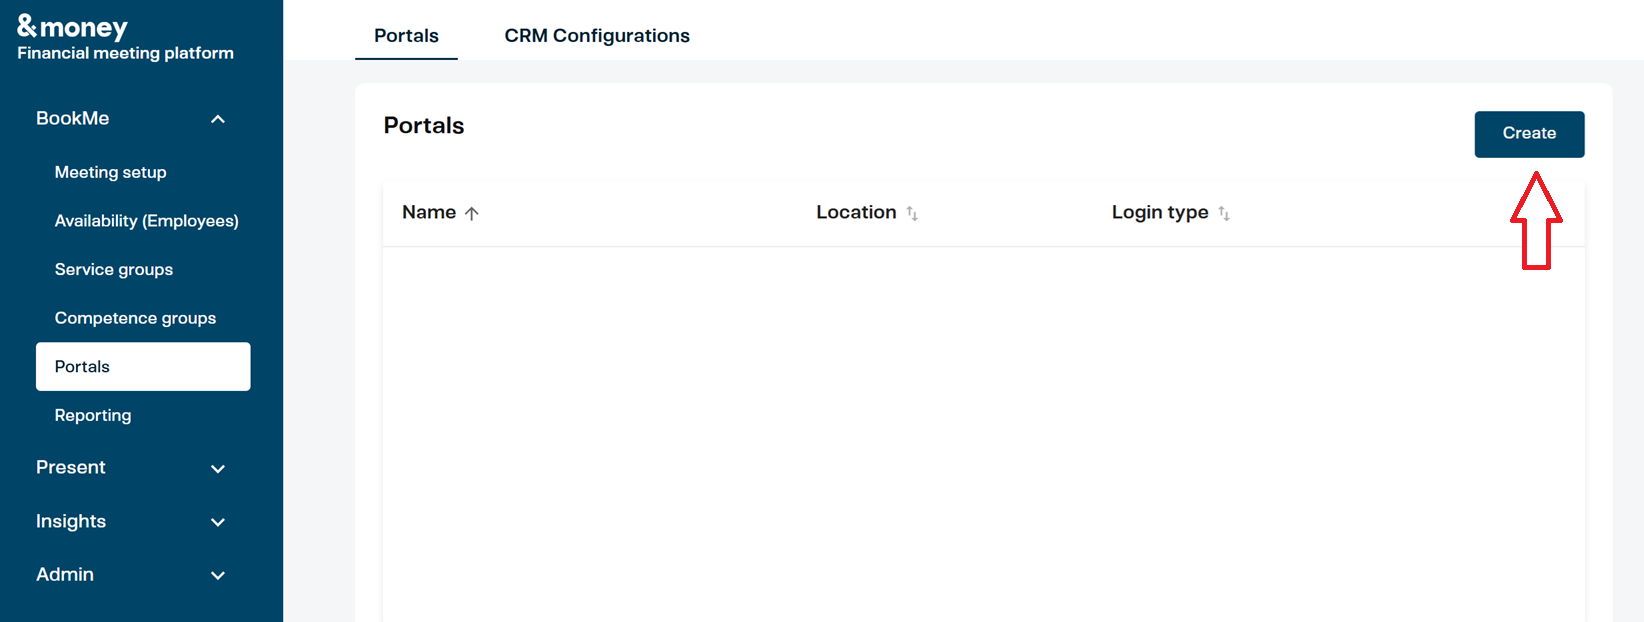 &money
Financial meeting platform
BookMe
Meeting setup
Availability (Employees)
Service groups
Competence groups
Portals
Reporting
Present
Insights
Admin
Portals CRM Configurations
Portals
Create
Name Location Login type